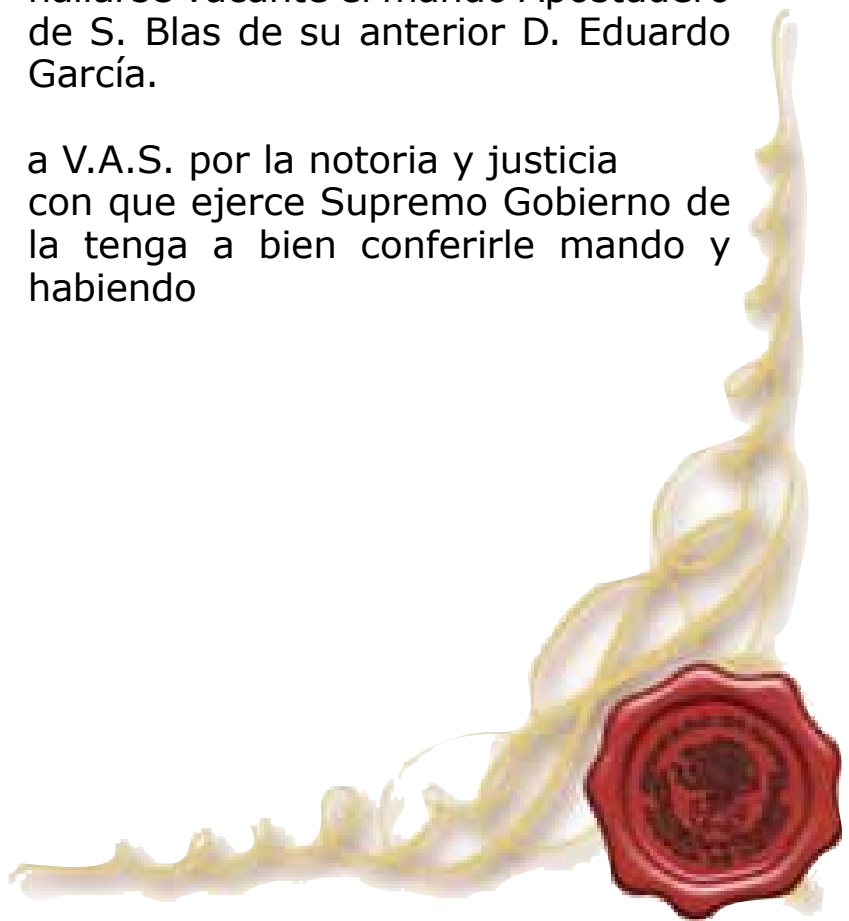 de S. Blas de su anterior D. Eduardo
García.
a V.A.S. por la notoria y justicia
con que ejerce Supremo Gobierno de
la tenga a bien conferirle mando y
habiendo